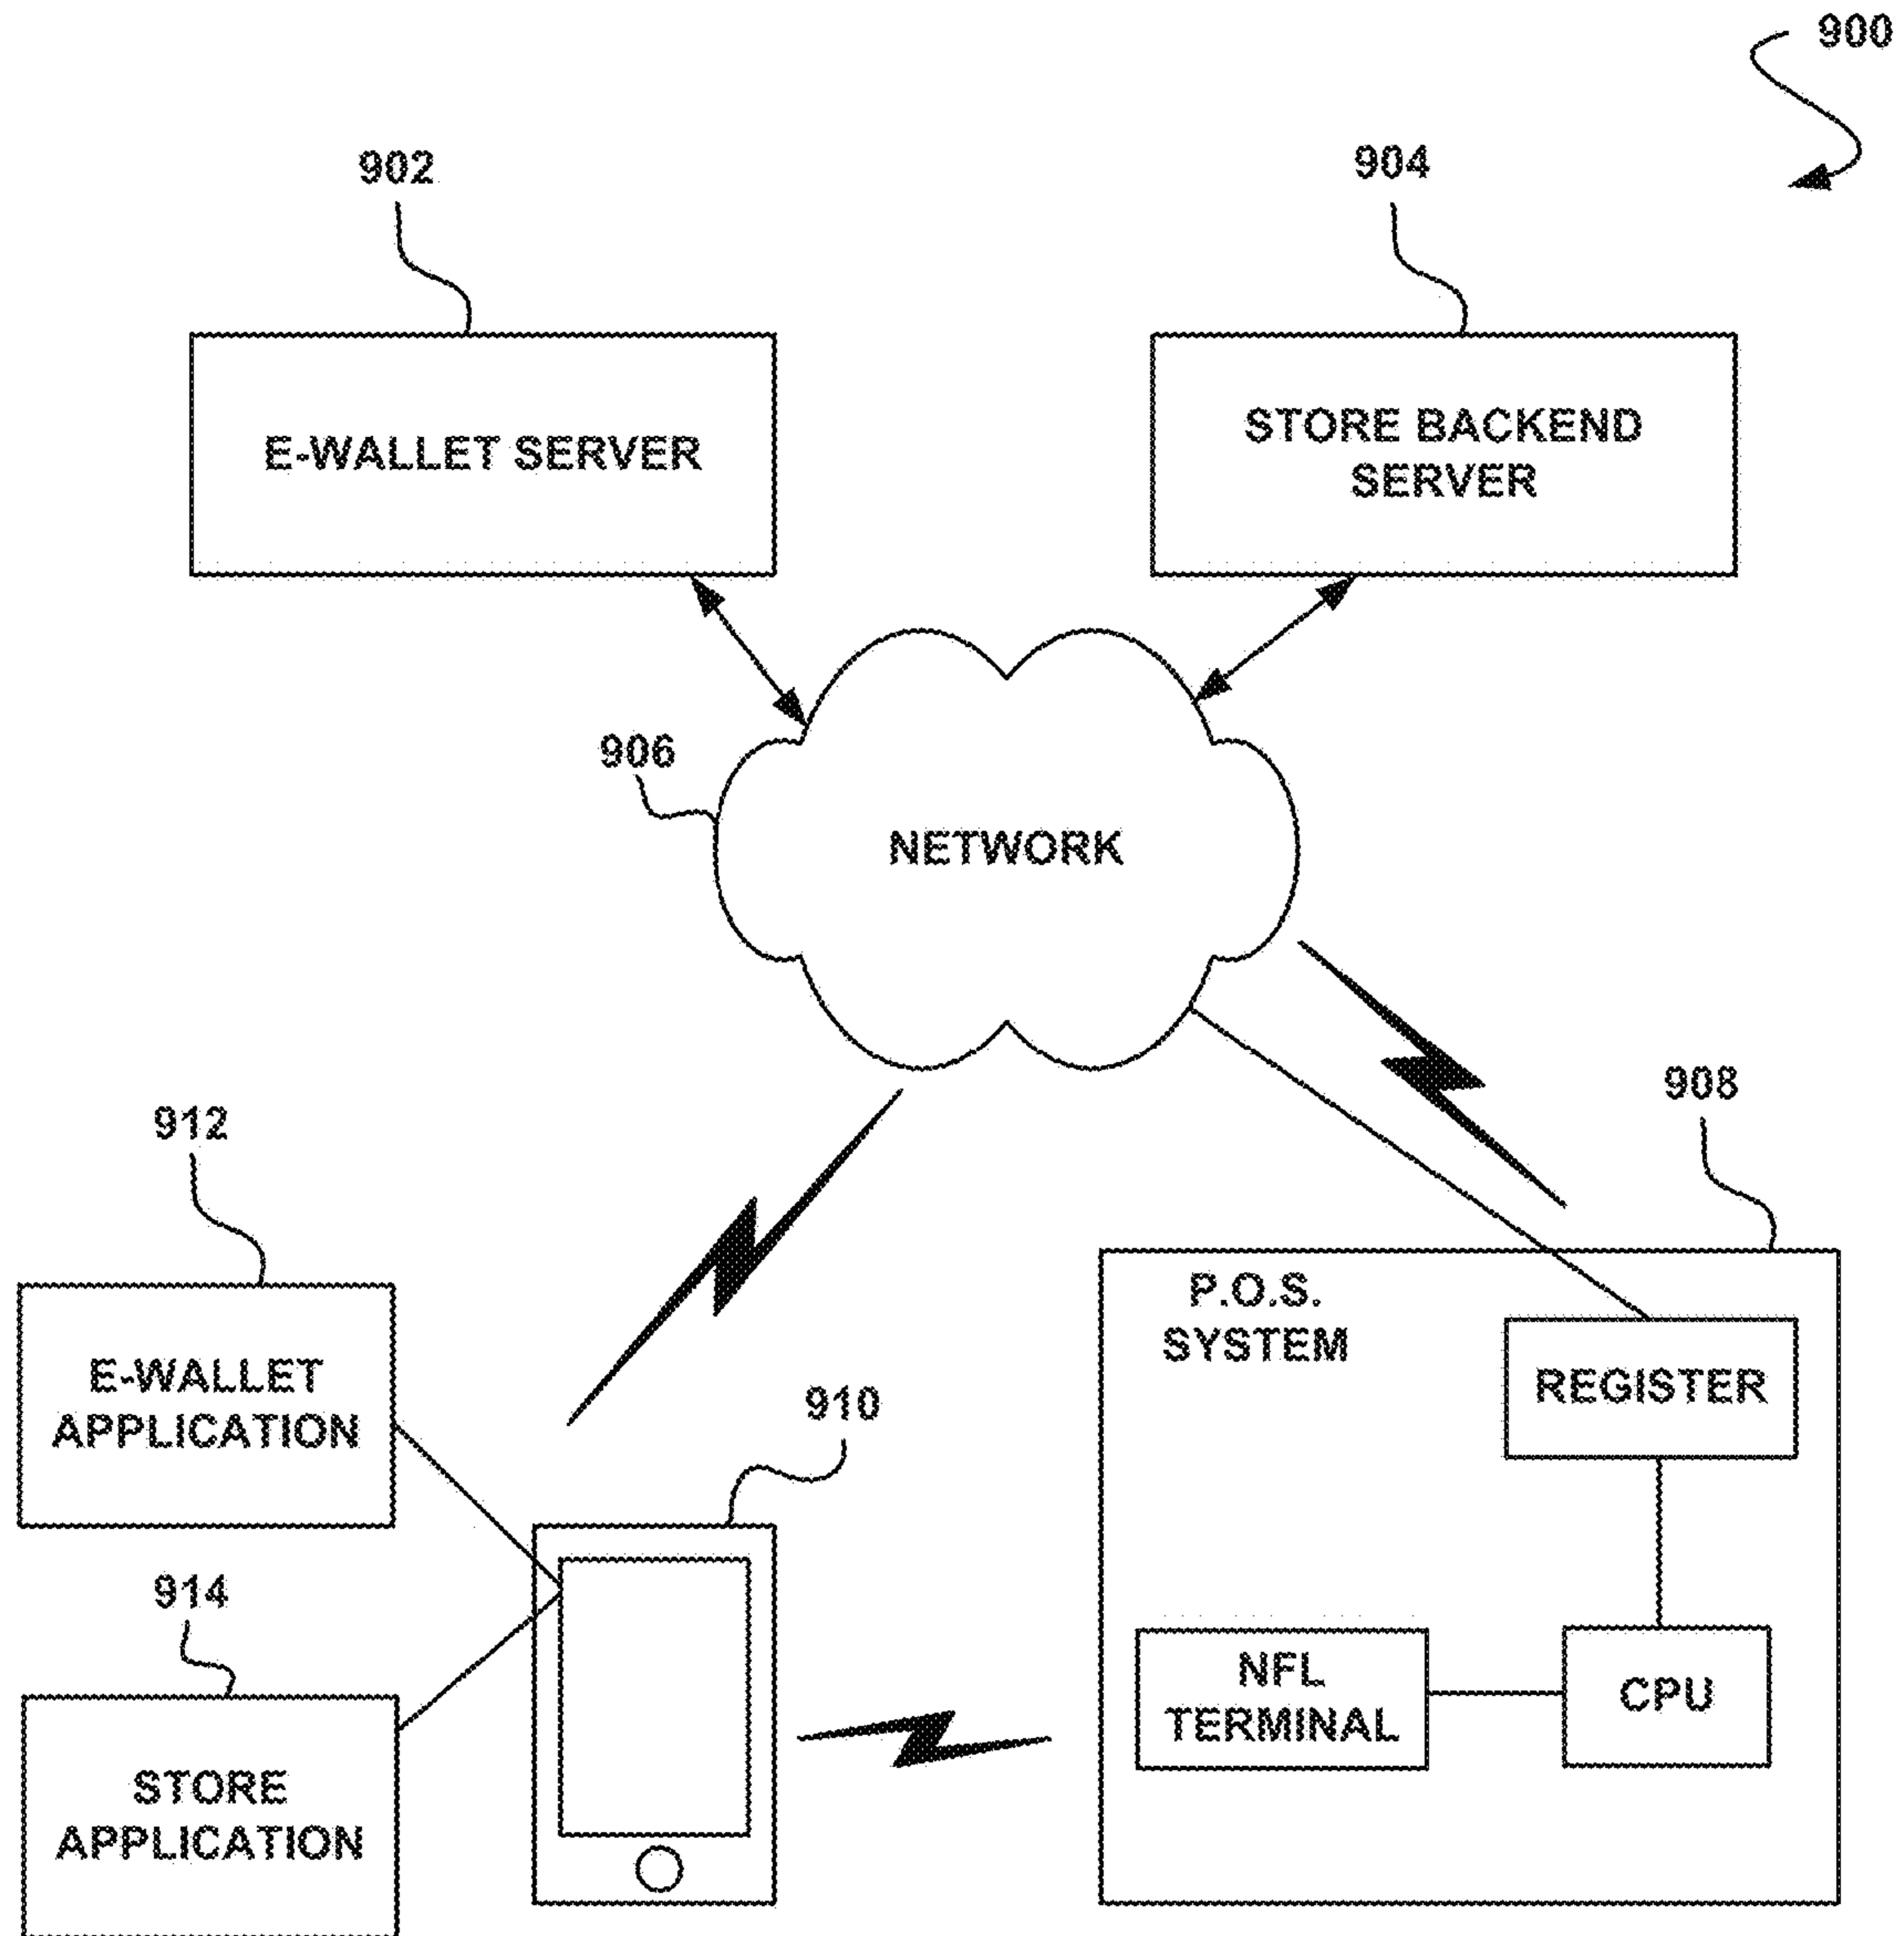 900
902
904
E-WALLET SERVER
STORE BACKEND
SERVER
906
NETWORK
908
912
P.O.S.
SYSTEM
E-WALLET
APPLICATION
REGISTER
910
914
NFL
TERMINAL
CPU
STORE
APPLICATION